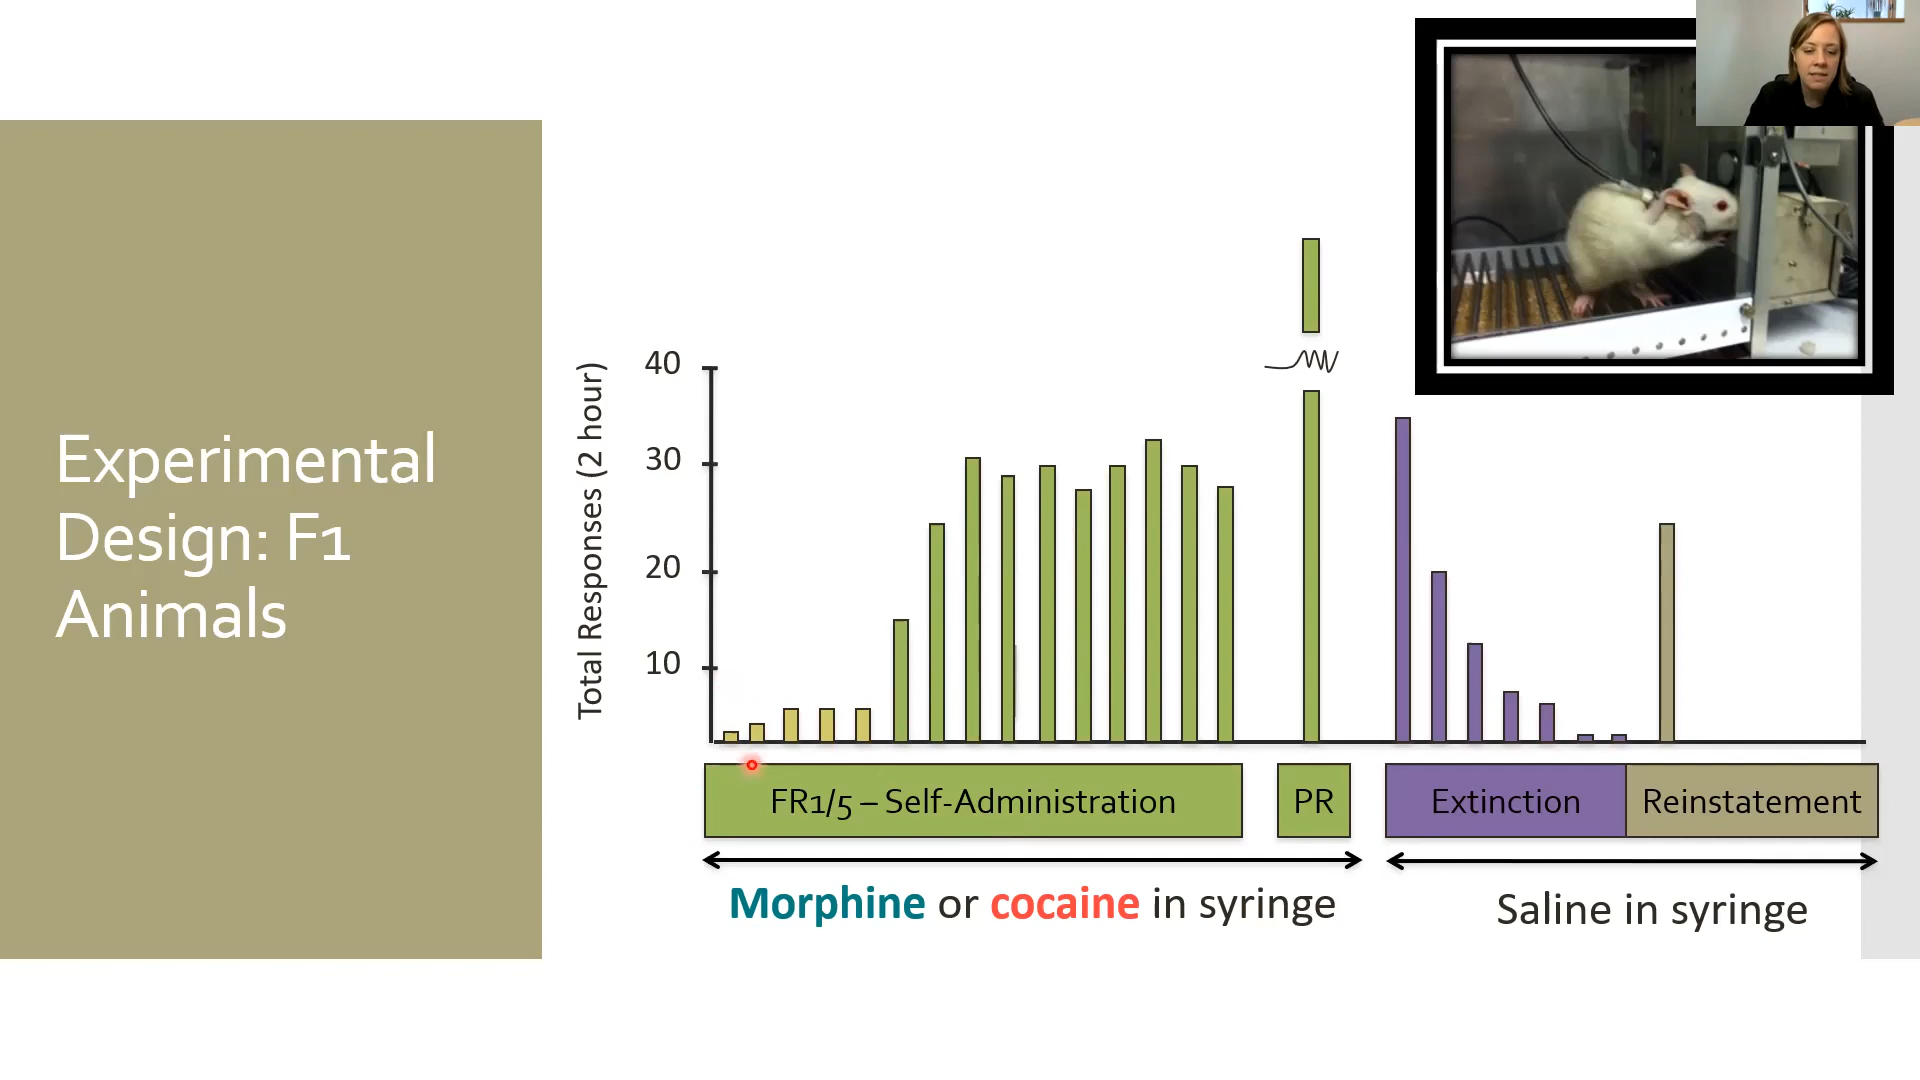 Experimental
Design: F1
Animals
Total Responses (2 hour)
40
30
20
10
FR1/5 – Self-Administration
PR
Extinction
Reinstatement
Morphine or cocaine in syringe
Saline in syringe